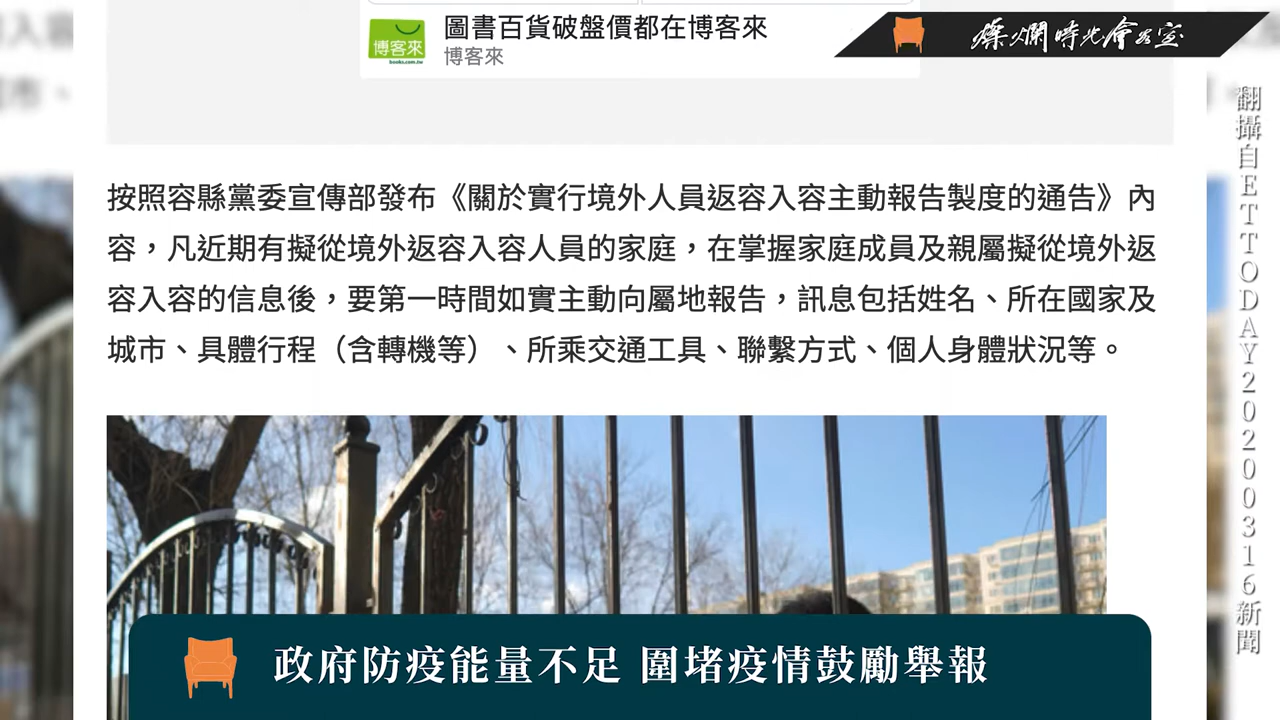 圖書百貨破盤價都在博客來
博客來
books.com.tw
博客來
燦爛時光會客室
按照容縣黨委宣傳部發布《關於實行境外人員返容入容主動報告製度的通告》內
容，凡近期有擬從境外返容入容人員的家庭，在掌握家庭成員及親屬擬從境外返
容入容的信息後，要第一時間如實主動向屬地報告，訊息包括姓名、所在國家及
城市、具體行程（含轉機等）、所乘交通工具、聯繫方式、個人身體狀況等。
翻攝自ETTODAY20200316新聞
政府防疫能量不足 圍堵疫情鼓勵舉報